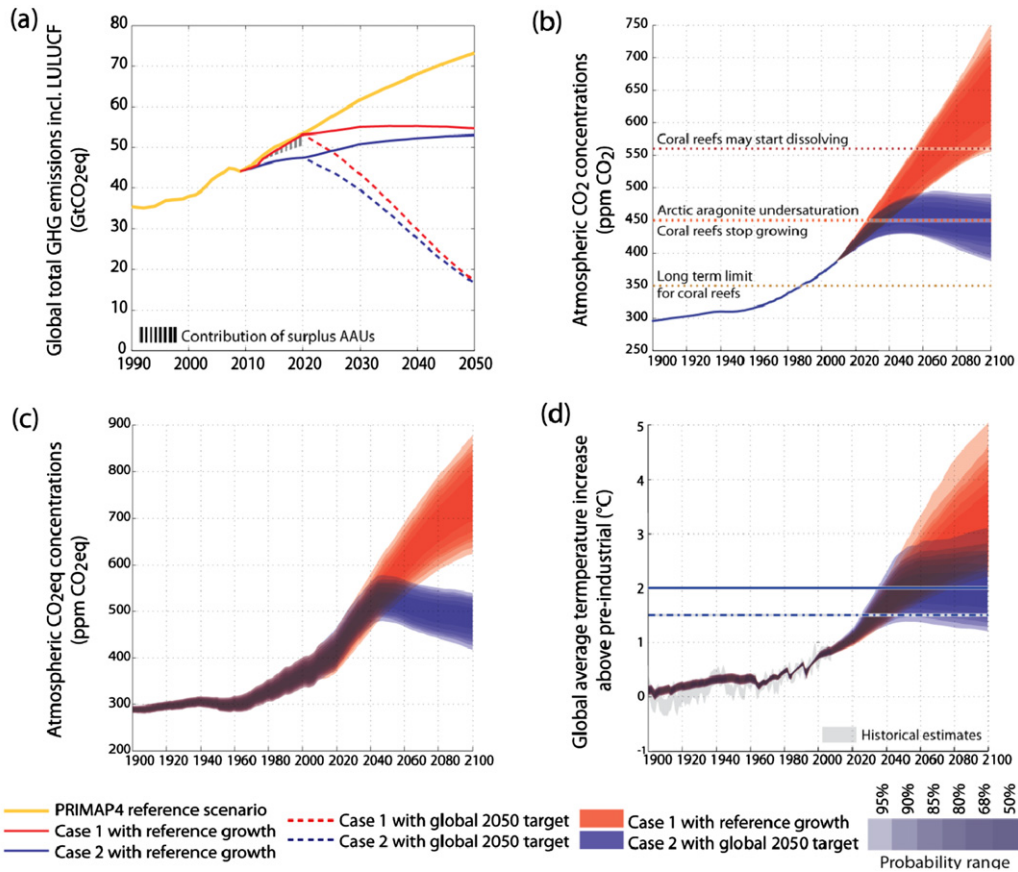 (a)
80
70
60
50
40
30
20
10
0
Global total GHG emissions incl. LULUCF
(GtCO2eq)
Contribution of surplus AAUs
1990 2000 2010 2020 2030 2040 2050
(b)
750
700
650
600
550
500
450
400
350
300
250
Atmospheric CO2 concentrations
(ppm CO2)
Coral reefs may start dissolving
Arctic aragonite undersaturation
Coral reefs stop growing
Long term limit
for coral reefs
1900 1920 1940 1960 1980 2000 2020 2040 2060 2080 2100
(c)
900
800
700
600
500
400
300
200
Atmospheric CO2eq concentrations
(ppm CO2eq)
1900 1920 1940 1960 1980 2000 2020 2040 2060 2080 2100
(d)
5
4
3
2
1
0
-1
Global average termperature increase
above pre-industrial (°C)
Historical estimates
1900 1920 1940 1960 1980 2000 2020 2040 2060 2080 2100
PRIMAP4 reference scenario
Case 1 with reference growth
Case 2 with reference growth
Case 1 with global 2050 target
Case 2 with global 2050 target
Case 1 with reference growth
Case 2 with global 2050 target
95% 90% 85% 80% 68% 50%
Probability range